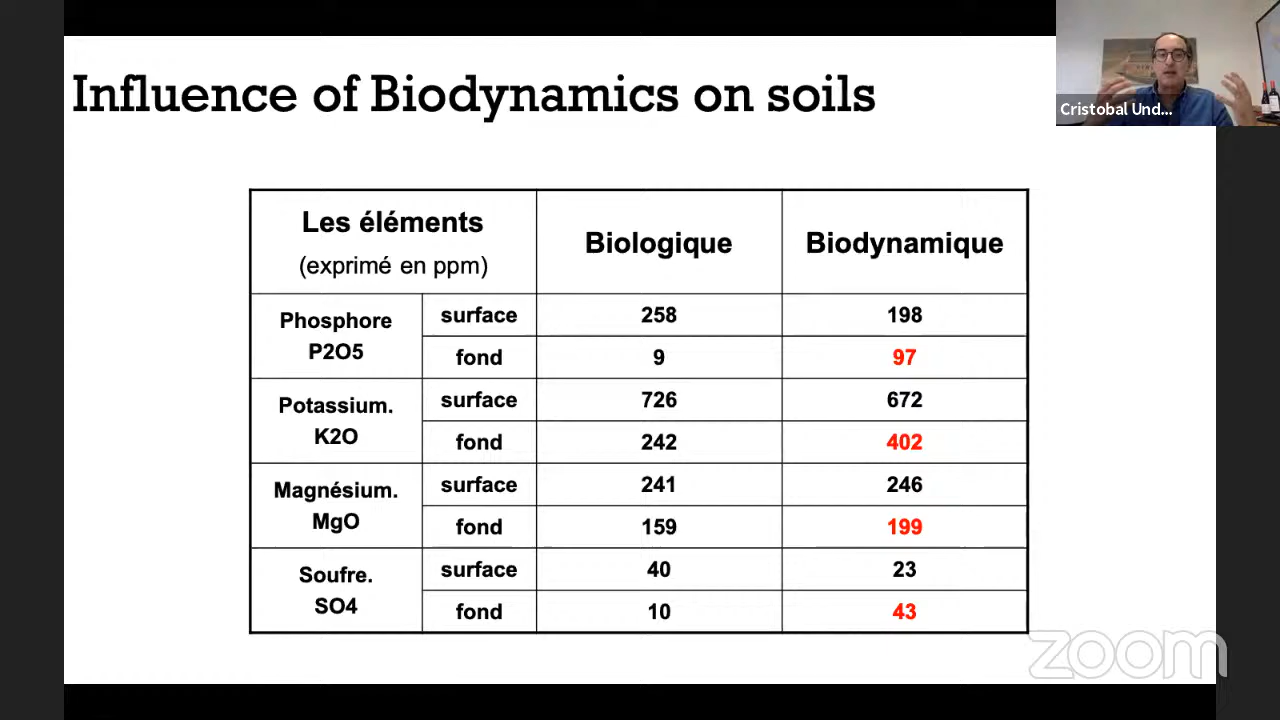 Influence of Biodynamics on soils
Cristobal Und...
Les éléments
(exprimé en ppm)
Biologique
Biodynamique
Phosphore
P2O5
surface
258
198
fond
9
97
Potassium.
K2O
surface
726
672
fond
242
402
Magnésium.
MgO
surface
241
246
fond
159
199
Soufre.
SO4
surface
40
23
fond
10
43
zoom